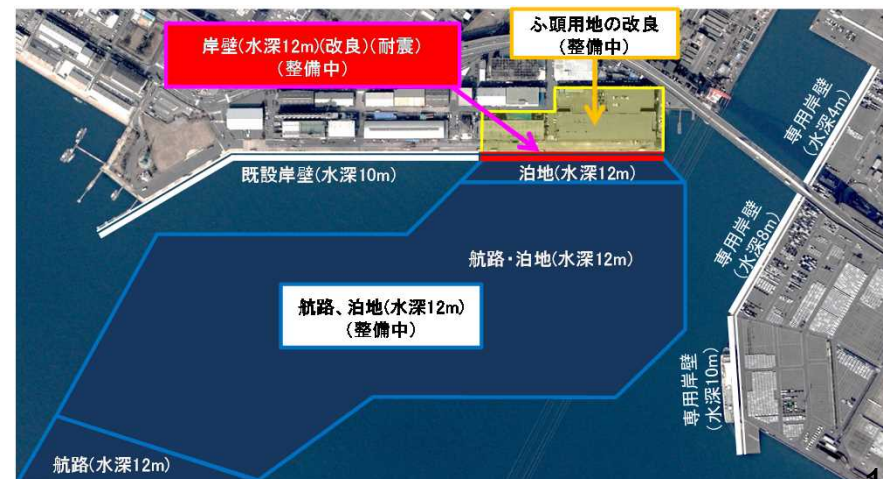 岸壁(水深12m)(改良)(耐震)
(整備中)
ふ頭用地の改良
(整備中)
専用岸壁
(水深4m)
既設岸壁(水深10m)
泊地(水深12m)
専用岸壁
(水深8m)
航路・泊地(水深12m)
航路、泊地(水深12m)
(整備中)
専用岸壁
(水深10m)
航路(水深12m)
4